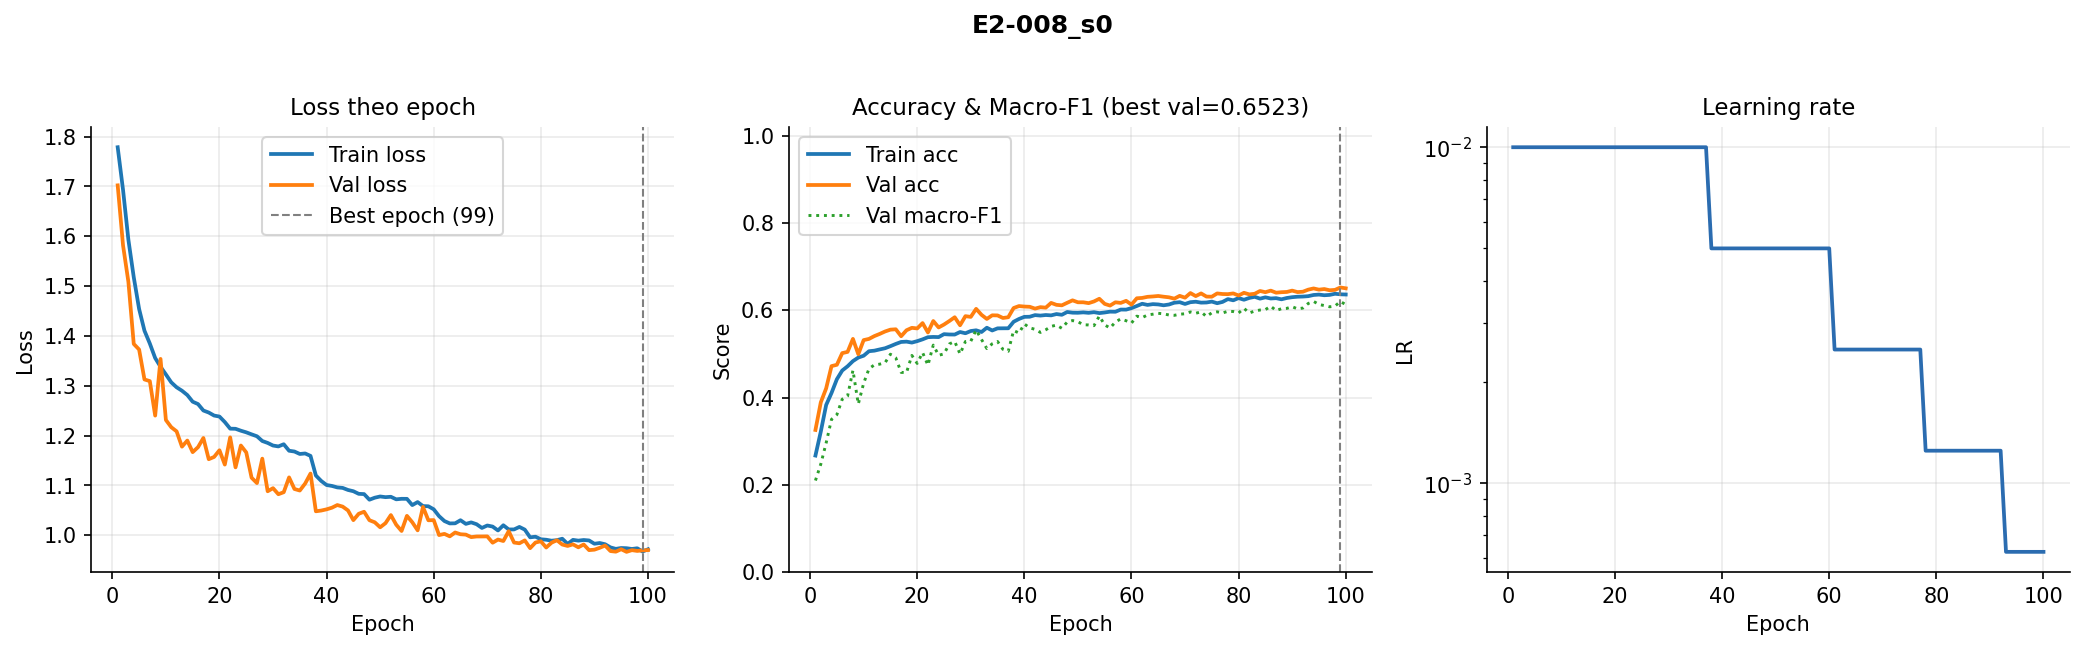 E2-008_s0
Loss theo epoch
1.8
1.7
1.6
1.5
1.4
1.3
1.2
1.1
1.0
Loss
Train loss
Val loss
Best epoch (99)
0
20
40
60
80
100
Epoch
Accuracy & Macro-F1 (best val=0.6523)
1.0
0.8
0.6
0.4
0.2
0.0
Score
Train acc
Val acc
Val macro-F1
0
20
40
60
80
100
Epoch
Learning rate
10⁻²
10⁻³
LR
0
20
40
60
80
100
Epoch